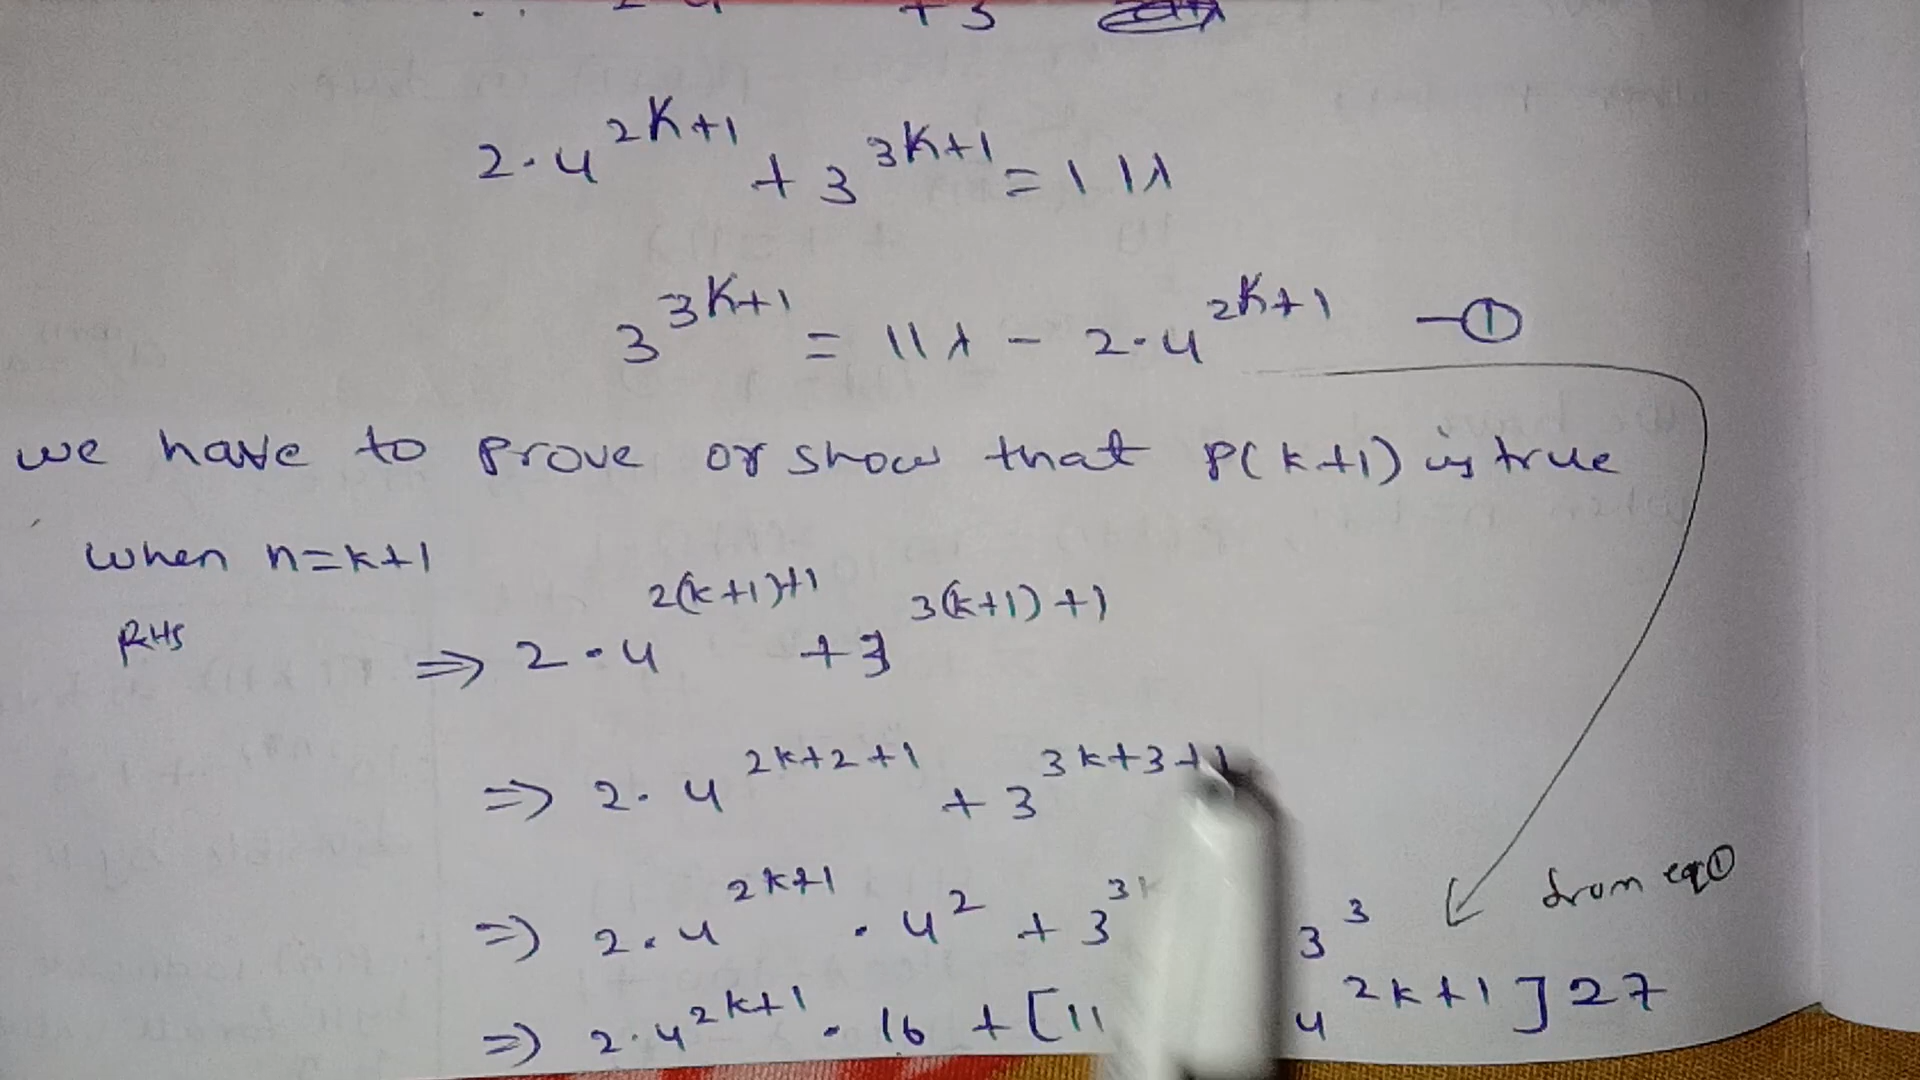 + 3
2·4^{2K+1} + 3^{3K+1} = 11λ
3^{3K+1} = 11λ - 2·4^{2K+1} —①
we have to prove or show that P(k+1) is true
when n=k+1
RHS
⇒ 2·4^{2(k+1)+1} + 3^{3(k+1)+1}
⇒ 2·4^{2k+2+1} + 3^{3k+3+1}
⇒ 2·4^{2k+1}·4^2 + 3^{3k 3^3 from eq①
⇒ 2·4^{2k+1}·16 + [11 4^{2k+1}]27